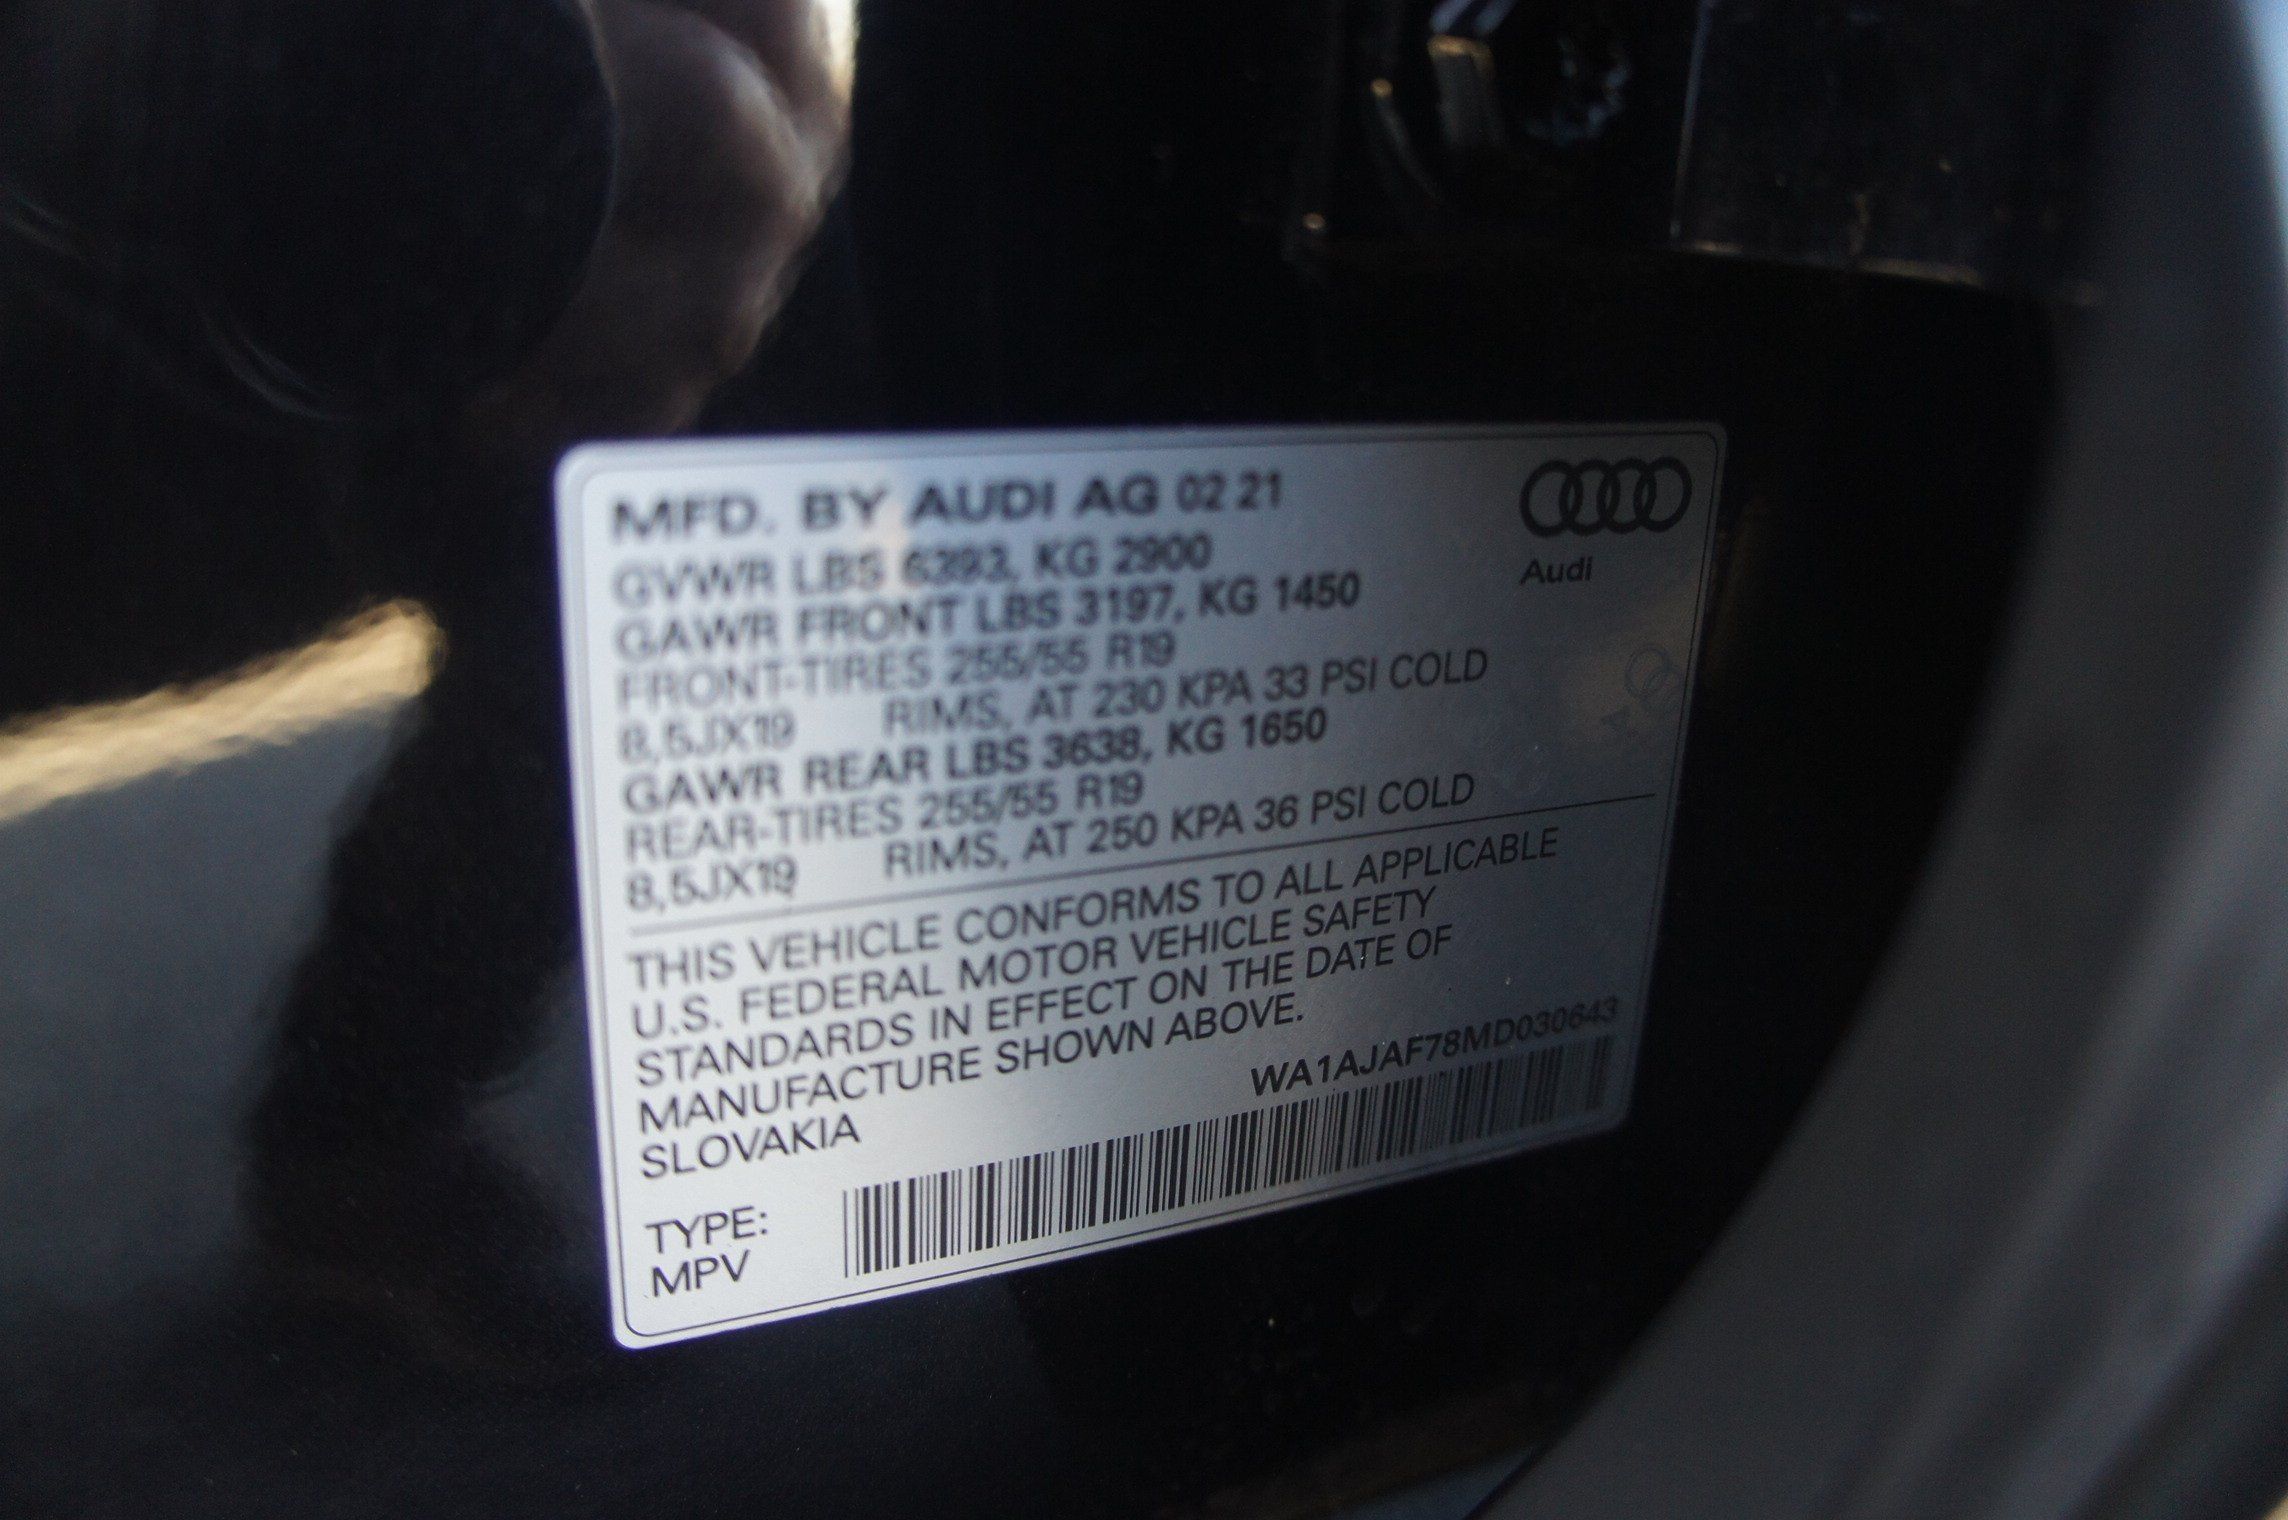 MFD. BY AUDI AG 02 21
Audi
GVWR LBS 6393, KG 2900
GAWR FRONT LBS 3197, KG 1450
FRONT-TIRES 255/55 R19
8,5JX19 RIMS, AT 230 KPA 33 PSI COLD
GAWR REAR LBS 3638, KG 1650
REAR-TIRES 255/55 R19
8,5JX19 RIMS, AT 250 KPA 36 PSI COLD
THIS VEHICLE CONFORMS TO ALL APPLICABLE
U.S. FEDERAL MOTOR VEHICLE SAFETY
STANDARDS IN EFFECT ON THE DATE OF
MANUFACTURE SHOWN ABOVE.
SLOVAKIA
WA1AJAF78MD030643
TYPE:
MPV